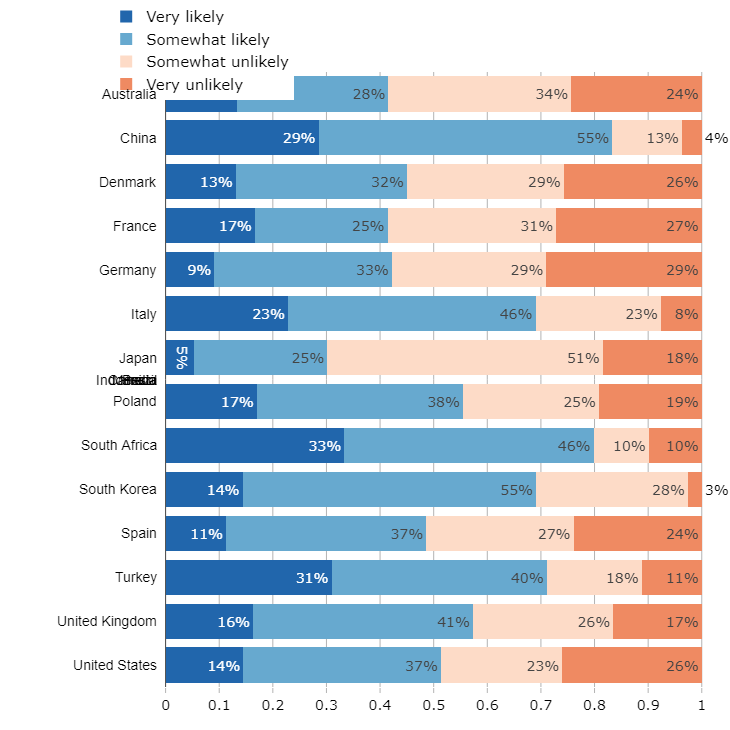 Very likely
Somewhat likely
Somewhat unlikely
Very unlikely
Australia 28% 34% 24%
China 29% 55% 13% 4%
Denmark 13% 32% 29% 26%
France 17% 25% 31% 27%
Germany 9% 33% 29% 29%
Italy 23% 46% 23% 8%
Japan 5% 25% 51% 18%
Poland 17% 38% 25% 19%
South Africa 33% 46% 10% 10%
South Korea 14% 55% 28% 3%
Spain 11% 37% 27% 24%
Turkey 31% 40% 18% 11%
United Kingdom 16% 41% 26% 17%
United States 14% 37% 23% 26%
0 0.1 0.2 0.3 0.4 0.5 0.6 0.7 0.8 0.9 1